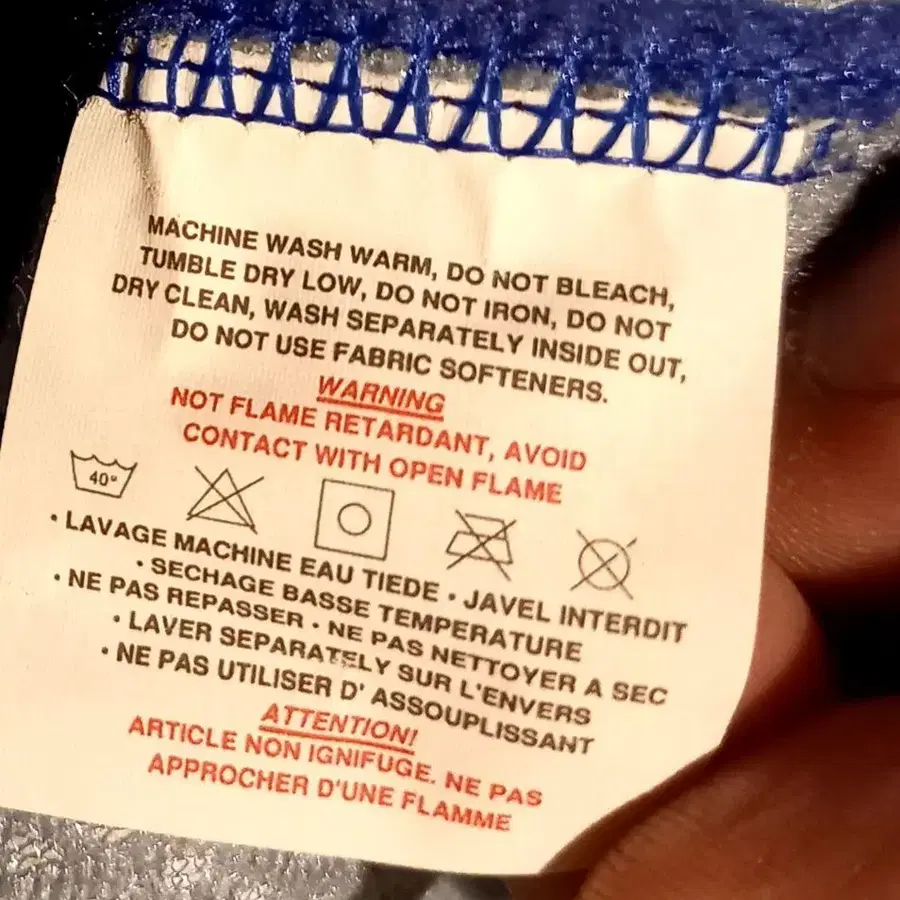 MACHINE WASH WARM, DO NOT BLEACH,
TUMBLE DRY LOW, DO NOT IRON, DO NOT
DRY CLEAN, WASH SEPARATELY INSIDE OUT,
DO NOT USE FABRIC SOFTENERS.
WARNING
NOT FLAME RETARDANT, AVOID
CONTACT WITH OPEN FLAME
40°
• LAVAGE MACHINE EAU TIEDE • JAVEL INTERDIT
• SECHAGE BASSE TEMPERATURE
• NE PAS REPASSER • NE PAS NETTOYER A SEC
• LAVER SEPARATELY SUR L'ENVERS
• NE PAS UTILISER D' ASSOUPLISSANT
ATTENTION!
ARTICLE NON IGNIFUGE. NE PAS
APPROCHER D'UNE FLAMME